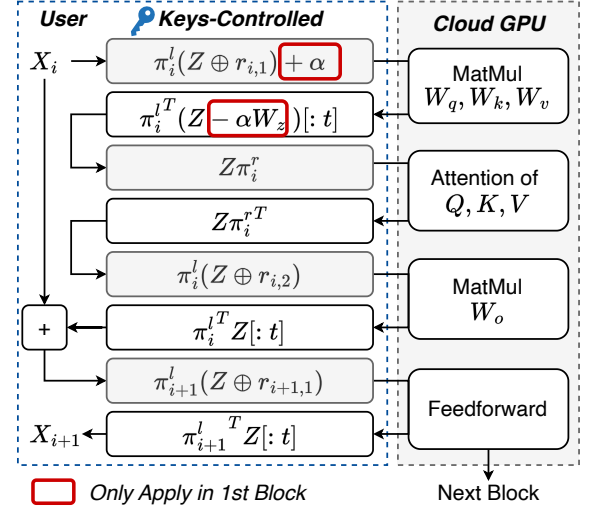 User
Keys-Controlled
Cloud GPU
X_i
π_i^l(Z ⊕ r_{i,1}) + α
MatMul
W_q, W_k, W_v
π_i^{l^T}(Z − αW_z)[: t]
Zπ_i^r
Attention of
Q, K, V
Zπ_i^{r^T}
π_i^l(Z ⊕ r_{i,2})
MatMul
W_o
+
π_i^{l^T} Z[: t]
π_{i+1}^l(Z ⊕ r_{i+1,1})
Feedforward
X_{i+1}
π_{i+1}^{l^T} Z[: t]
Only Apply in 1st Block
Next Block